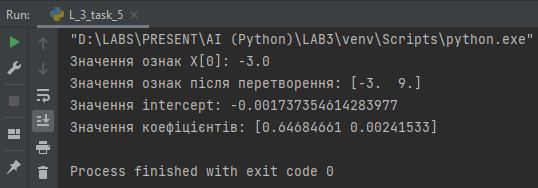 Run: L_3_task_5
"D:\LABS\PRESENT\AI (Python)\LAB3\venv\Scripts\python.exe"
Значення ознак X[0]: -3.0
Значення ознак після перетворення: [-3.  9.]
Значення intercept: -0.001737354614283977
Значення коефіцієнтів: [0.64684661 0.00241533]
Process finished with exit code 0